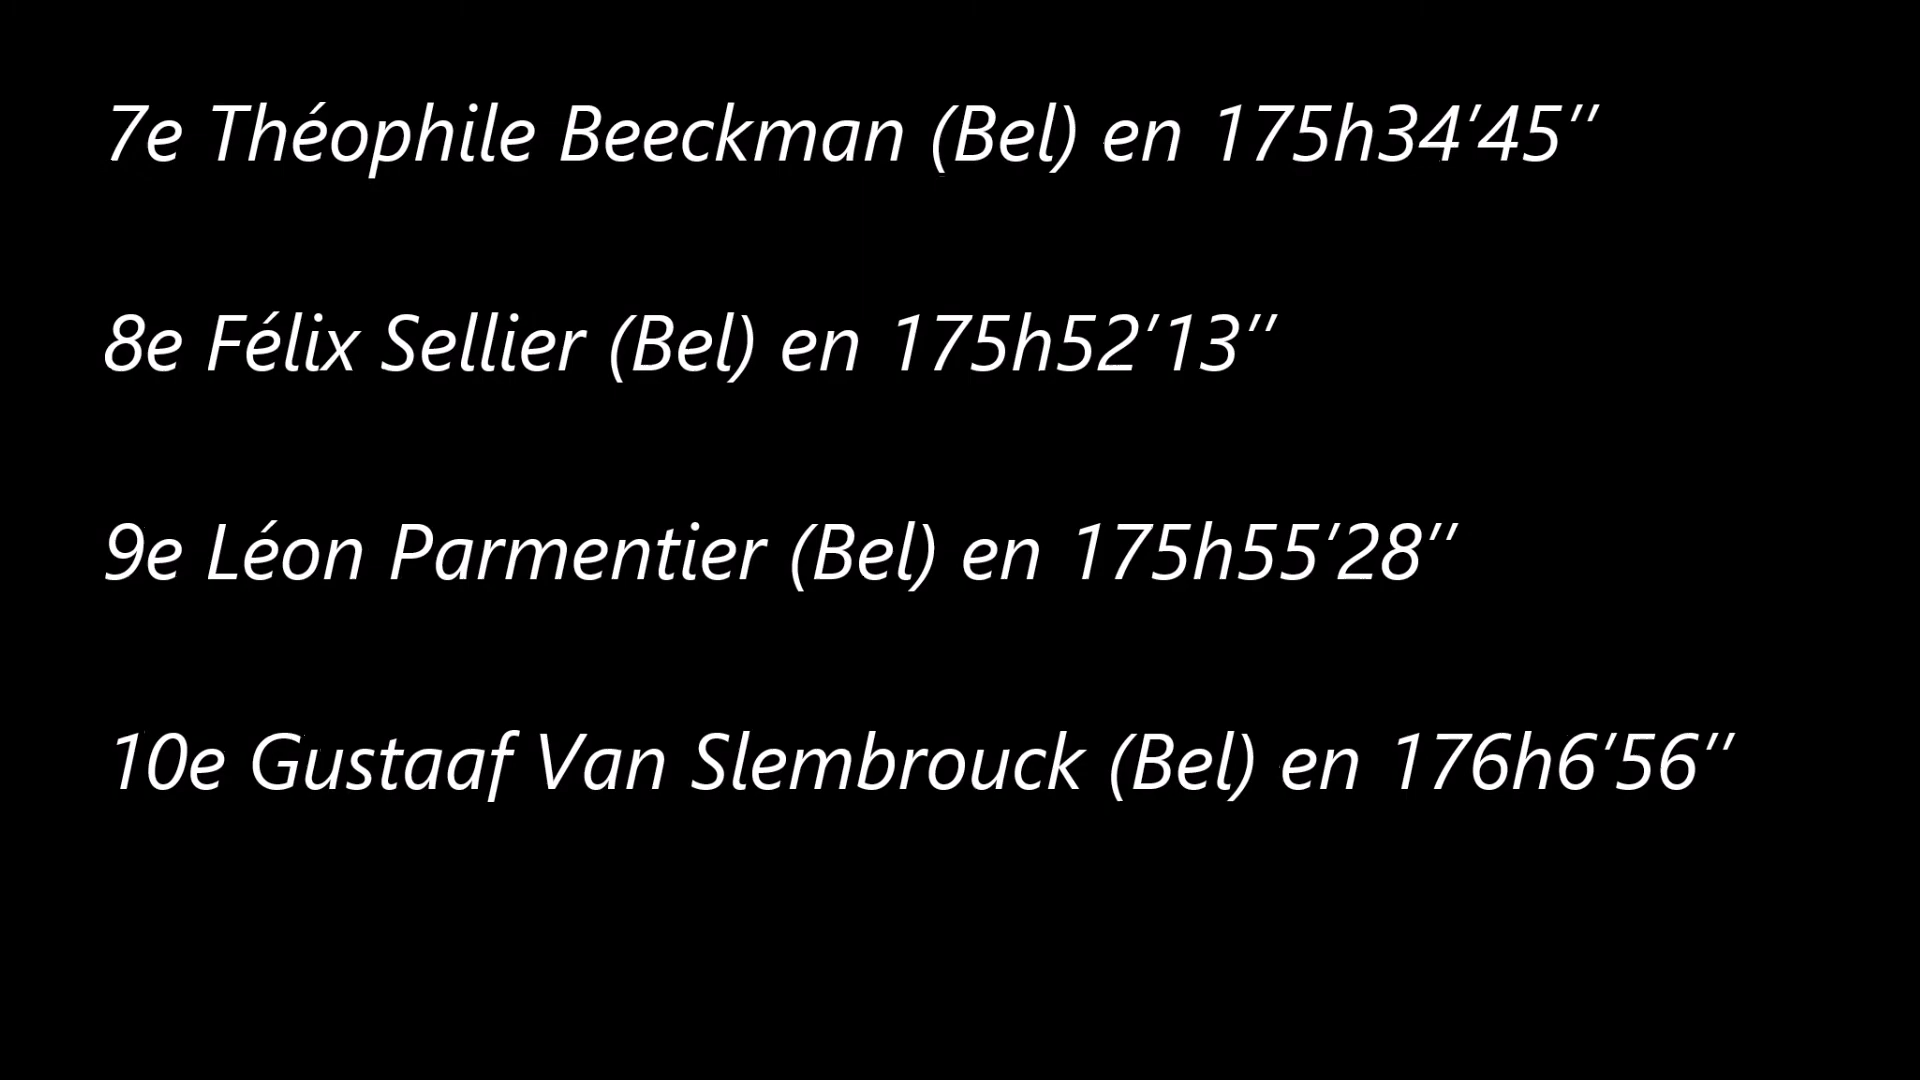 7e Théophile Beeckman (Bel) en 175h34’45’’
8e Félix Sellier (Bel) en 175h52’13’’
9e Léon Parmentier (Bel) en 175h55’28’’
10e Gustaaf Van Slembrouck (Bel) en 176h6’56’’